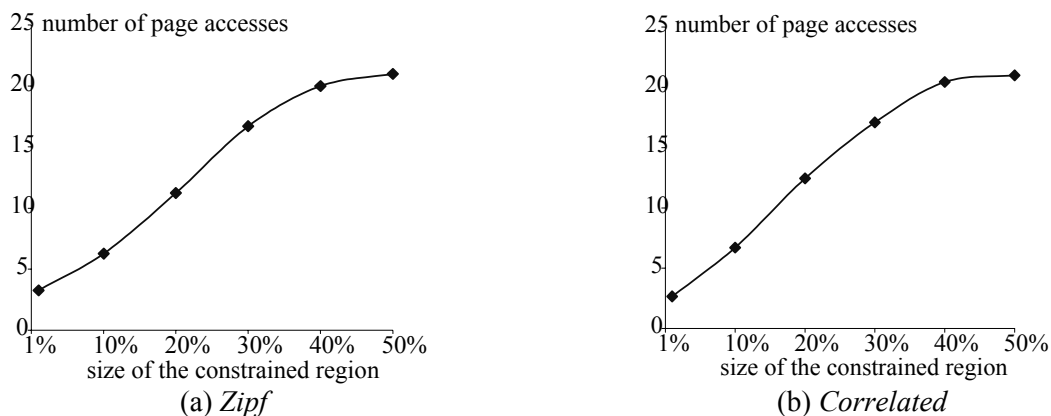 25
number of page accesses
20
15
10
5
0
1% 10% 20% 30% 40% 50%
size of the constrained region
(a) Zipf
25
number of page accesses
20
15
10
5
0
1% 10% 20% 30% 40% 50%
size of the constrained region
(b) Correlated